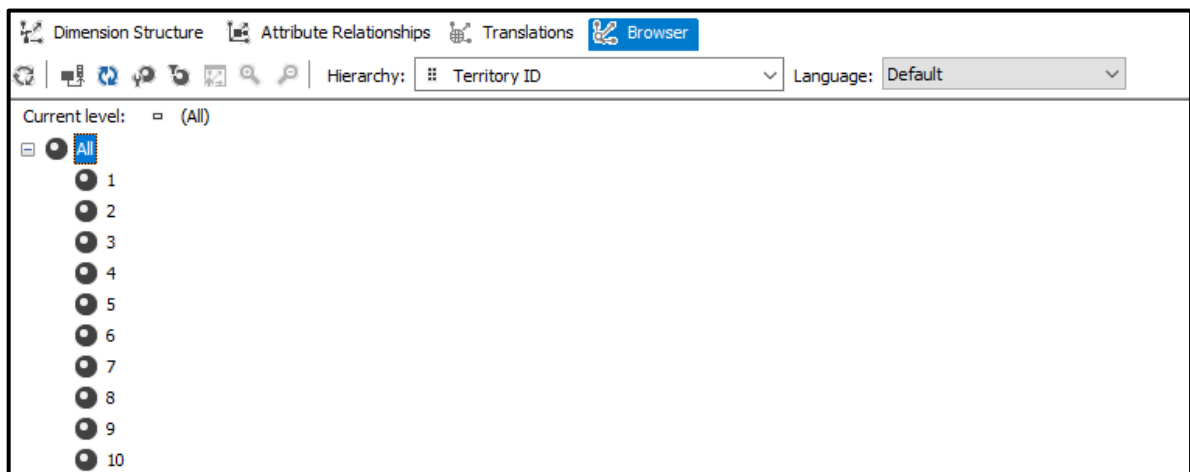 Dimension Structure Attribute Relationships Translations Browser
Hierarchy: Territory ID Language: Default
Current level: (All)
All
1
2
3
4
5
6
7
8
9
10